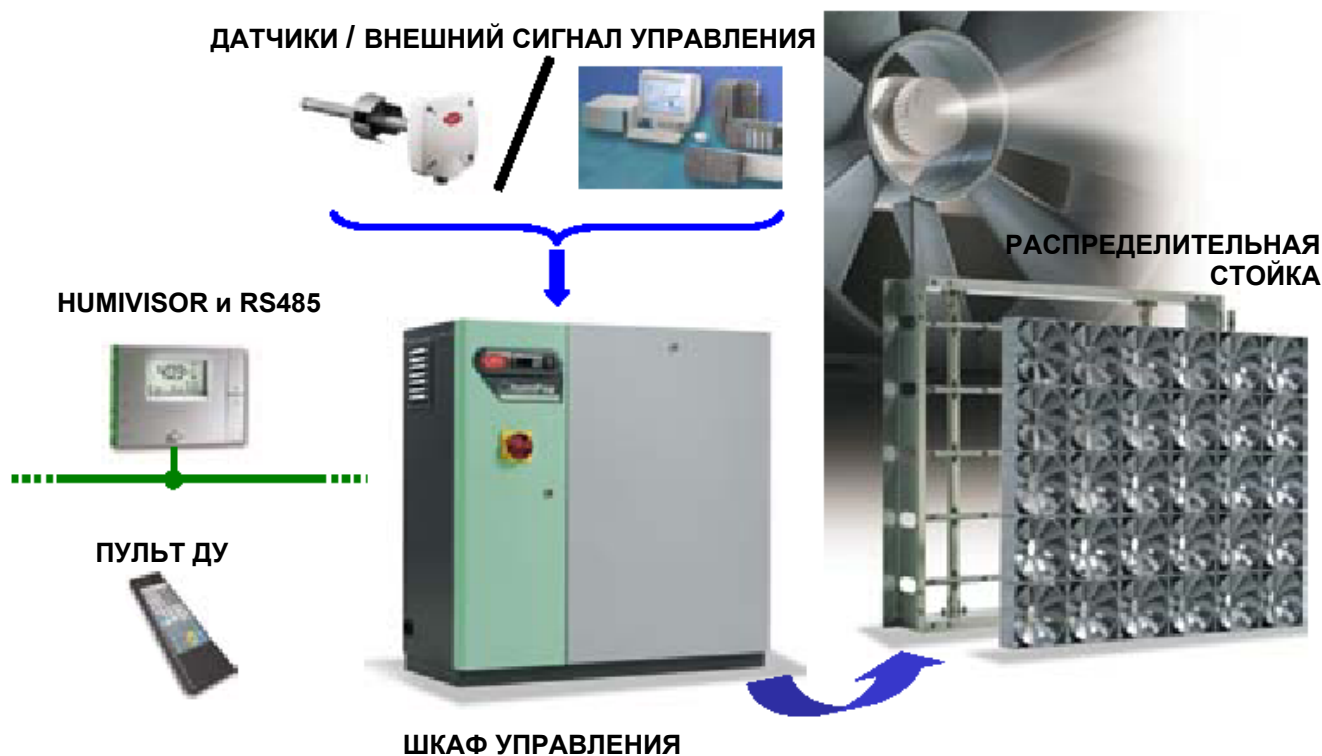 ДАТЧИКИ / ВНЕШНИЙ СИГНАЛ УПРАВЛЕНИЯ
РАСПРЕДЕЛИТЕЛЬНАЯ
СТОЙКА
HUMIVISOR и RS485
ПУЛЬТ ДУ
ШКАФ УПРАВЛЕНИЯ